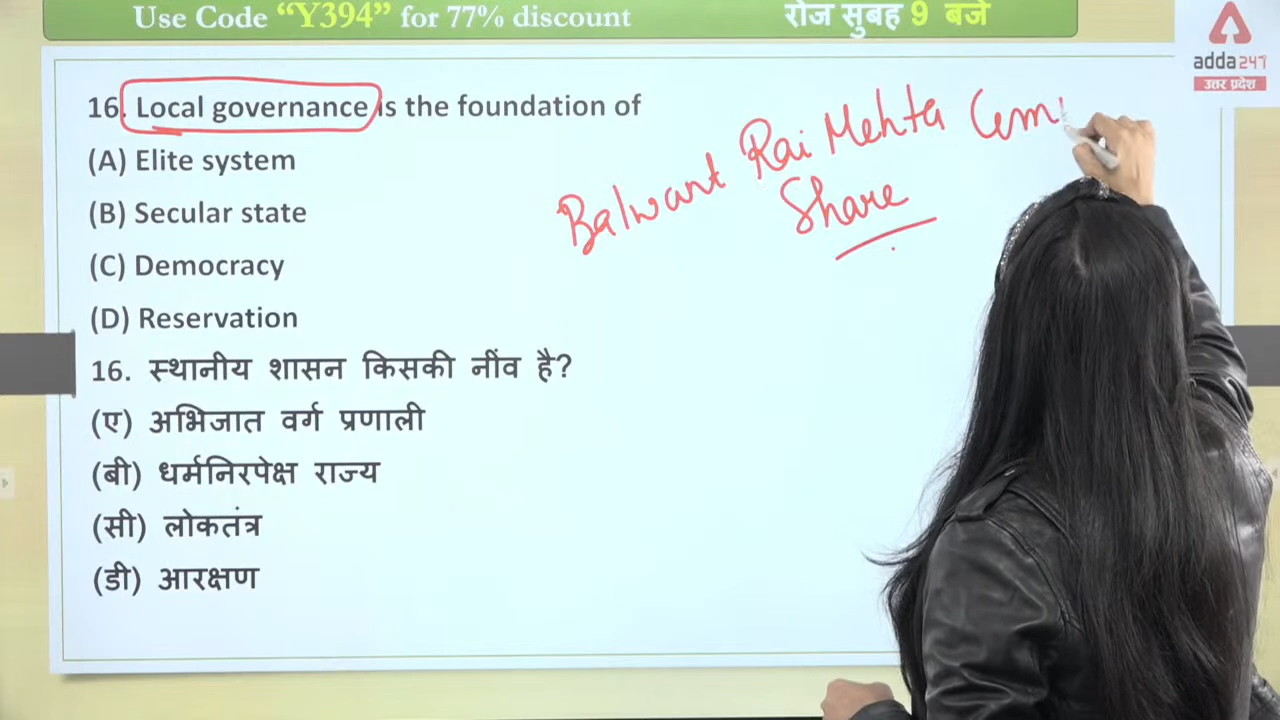 Use Code “Y394” for 77% discount
रोज सुबह 9 बजे
adda247
उत्तर प्रदेश
16. Local governance is the foundation of
(A) Elite system
(B) Secular state
(C) Democracy
(D) Reservation
16. स्थानीय शासन किसकी नींव है?
(ए) अभिजात वर्ग प्रणाली
(बी) धर्मनिरपेक्ष राज्य
(सी) लोकतंत्र
(डी) आरक्षण
Balwant Rai Mehta
Share